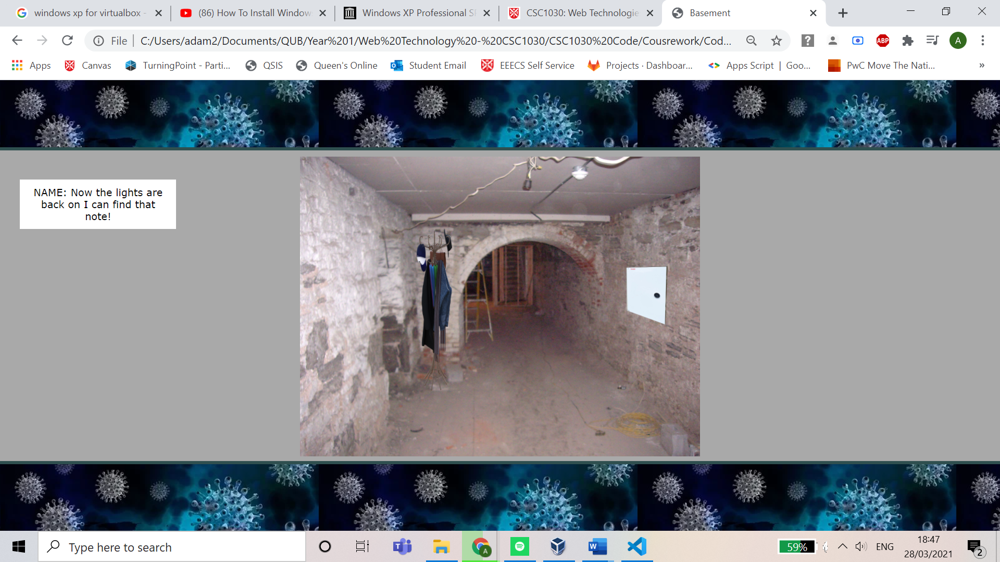 windows xp for virtualbox -
(86) How To Install Window
Windows XP Professional S
CSC1030: Web Technologie
Basement
File
C:/Users/adam2/Documents/QUB/Year%201/Web%20Technology%20-%20CSC1030/CSC1030%20Code/Cousrework/Cod...
ABP
A
Apps
Canvas
TurningPoint - Parti...
QSIS
Queen's Online
Student Email
EEECS Self Service
Projects · Dashboar...
Apps Script | Goo...
PwC Move The Nati...
»
NAME: Now the lights are
back on I can find that
note!
Type here to search
A
59%
ENG
18:47
28/03/2021
2